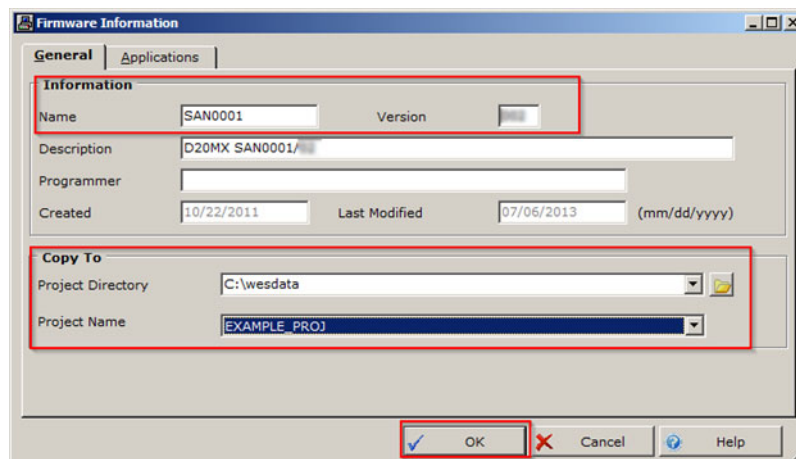 Firmware Information
General Applications
Information
Name SAN0001 Version
Description D20MX SAN0001/
Programmer
Created 10/22/2011 Last Modified 07/06/2013 (mm/dd/yyyy)
Copy To
Project Directory C:\wesdata
Project Name EXAMPLE_PROJ
OK Cancel Help